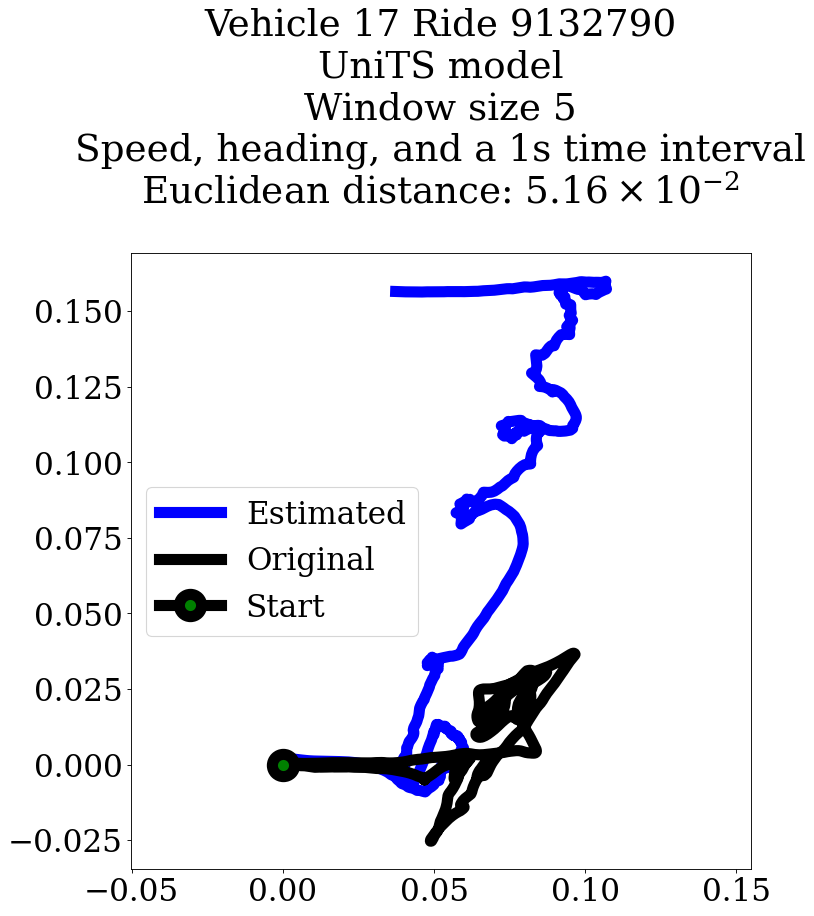 Vehicle 17 Ride 9132790
UniTS model
Window size 5
Speed, heading, and a 1s time interval
Euclidean distance: 5.16 × 10⁻²
0.150
0.125
0.100
0.075
0.050
0.025
0.000
−0.025
Estimated
Original
Start
−0.05 0.00 0.05 0.10 0.15